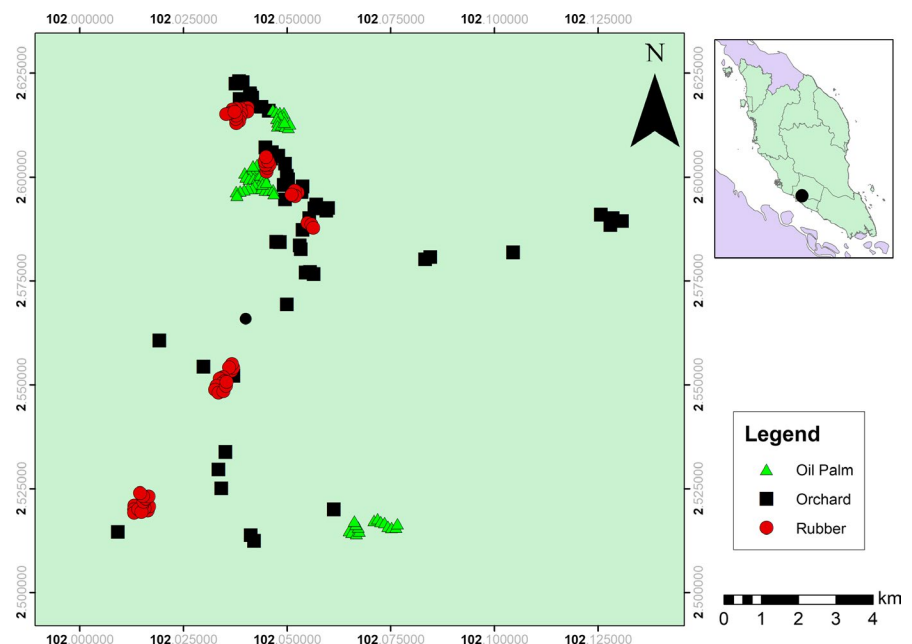 102.000000 102.025000 102.050000 102.075000 102.100000 102.125000
2.625000 2.625000
2.600000 2.600000
2.575000 2.575000
2.550000 2.550000
2.525000 2.525000
2.500000 2.500000
102.000000 102.025000 102.050000 102.075000 102.100000 102.125000
N
Legend
Oil Palm
Orchard
Rubber
km
0 1 2 3 4